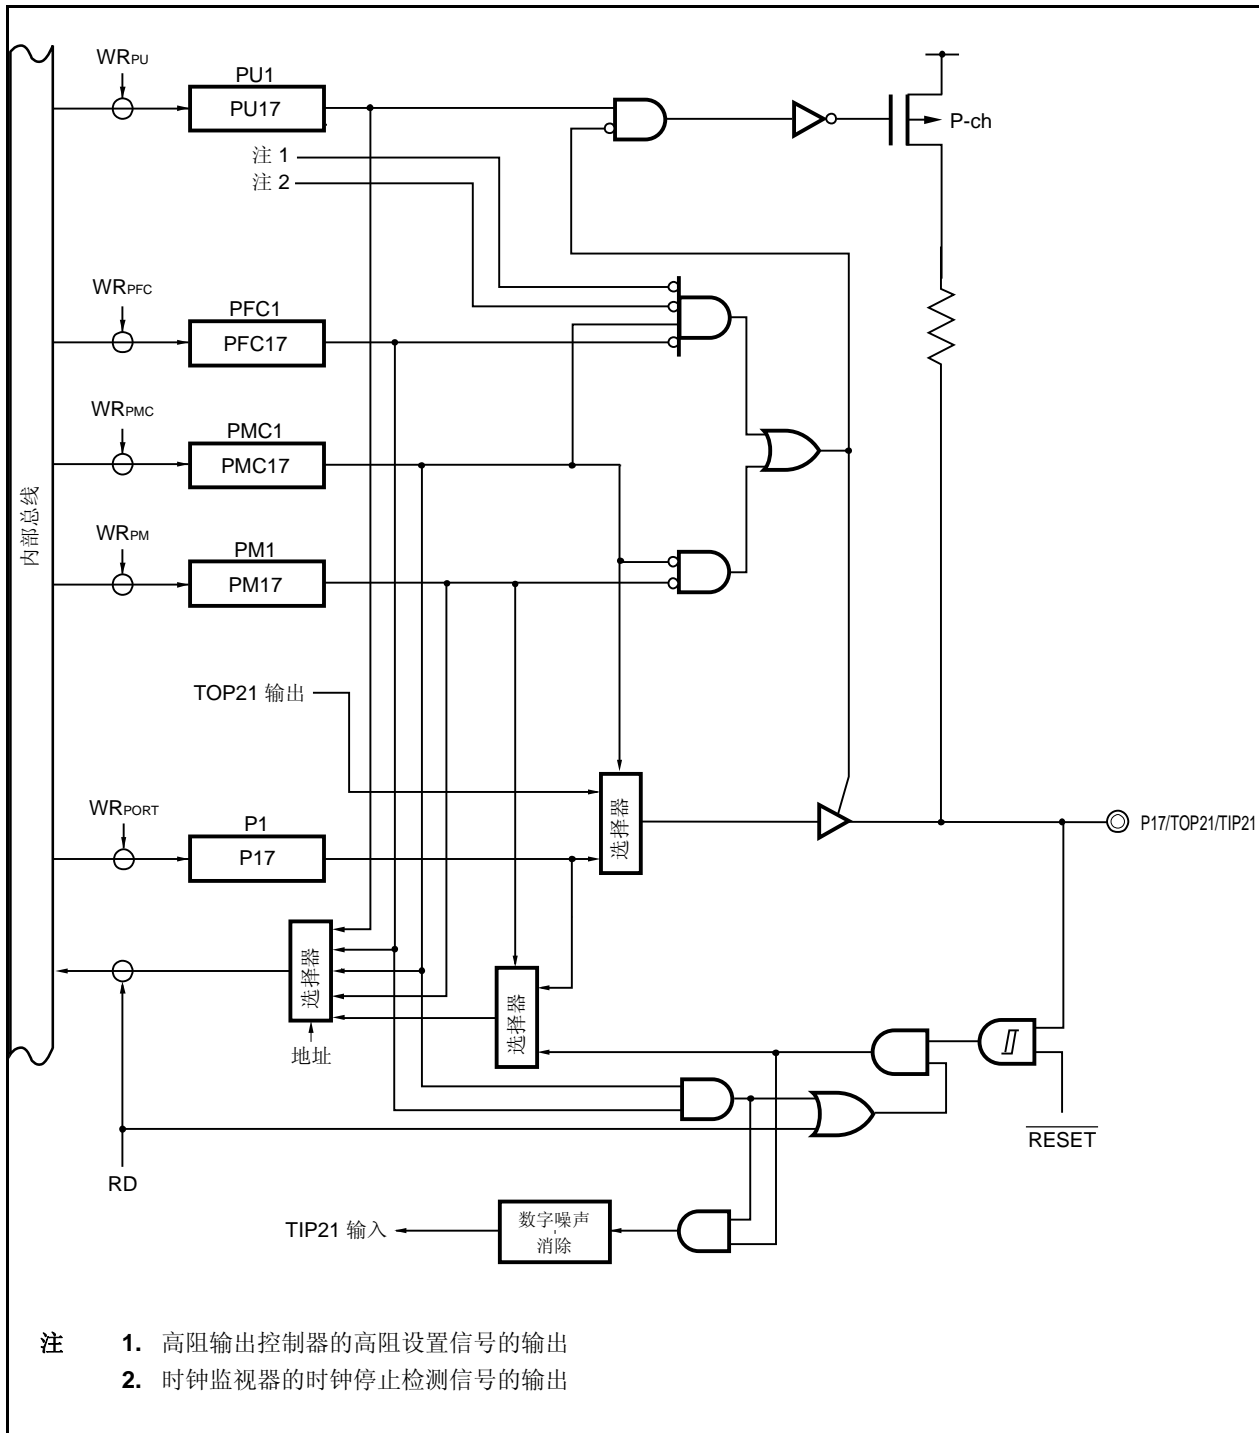 WRPU
PU1
PU17
P-ch
注 1
注 2
WRPFC
PFC1
PFC17
WRPMC
PMC1
PMC17
内部总线
WRPM
PM1
PM17
TOP21 输出
WRPORT
P1
P17
选择器
P17/TOP21/TIP21
选择器
选择器
地址
RESET
RD
TIP21 输入
数字噪声
消除
注 1. 高阻输出控制器的高阻设置信号的输出
2. 时钟监视器的时钟停止检测信号的输出